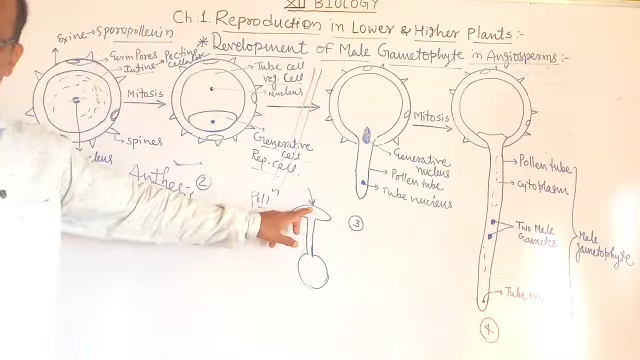 XII BIOLOGY
Ch.1. Reproduction in Lower & Higher Plants:-
* Development of Male Gametophyte in Angiosperms :-
Exine → Sporopollenin
Germ Pores
Intine → Pectin
cellulose
Mitosis
spines
Tube cell
veg. Cell
Nucleus
Generative
cell
Rep. cell
②
Mitosis
Generative
nucleus
Pollen tube
Tube nucleus
③
Pollen tube
cytoplasm
Two Male
Gametes
Male
gametophyte
Tube
④